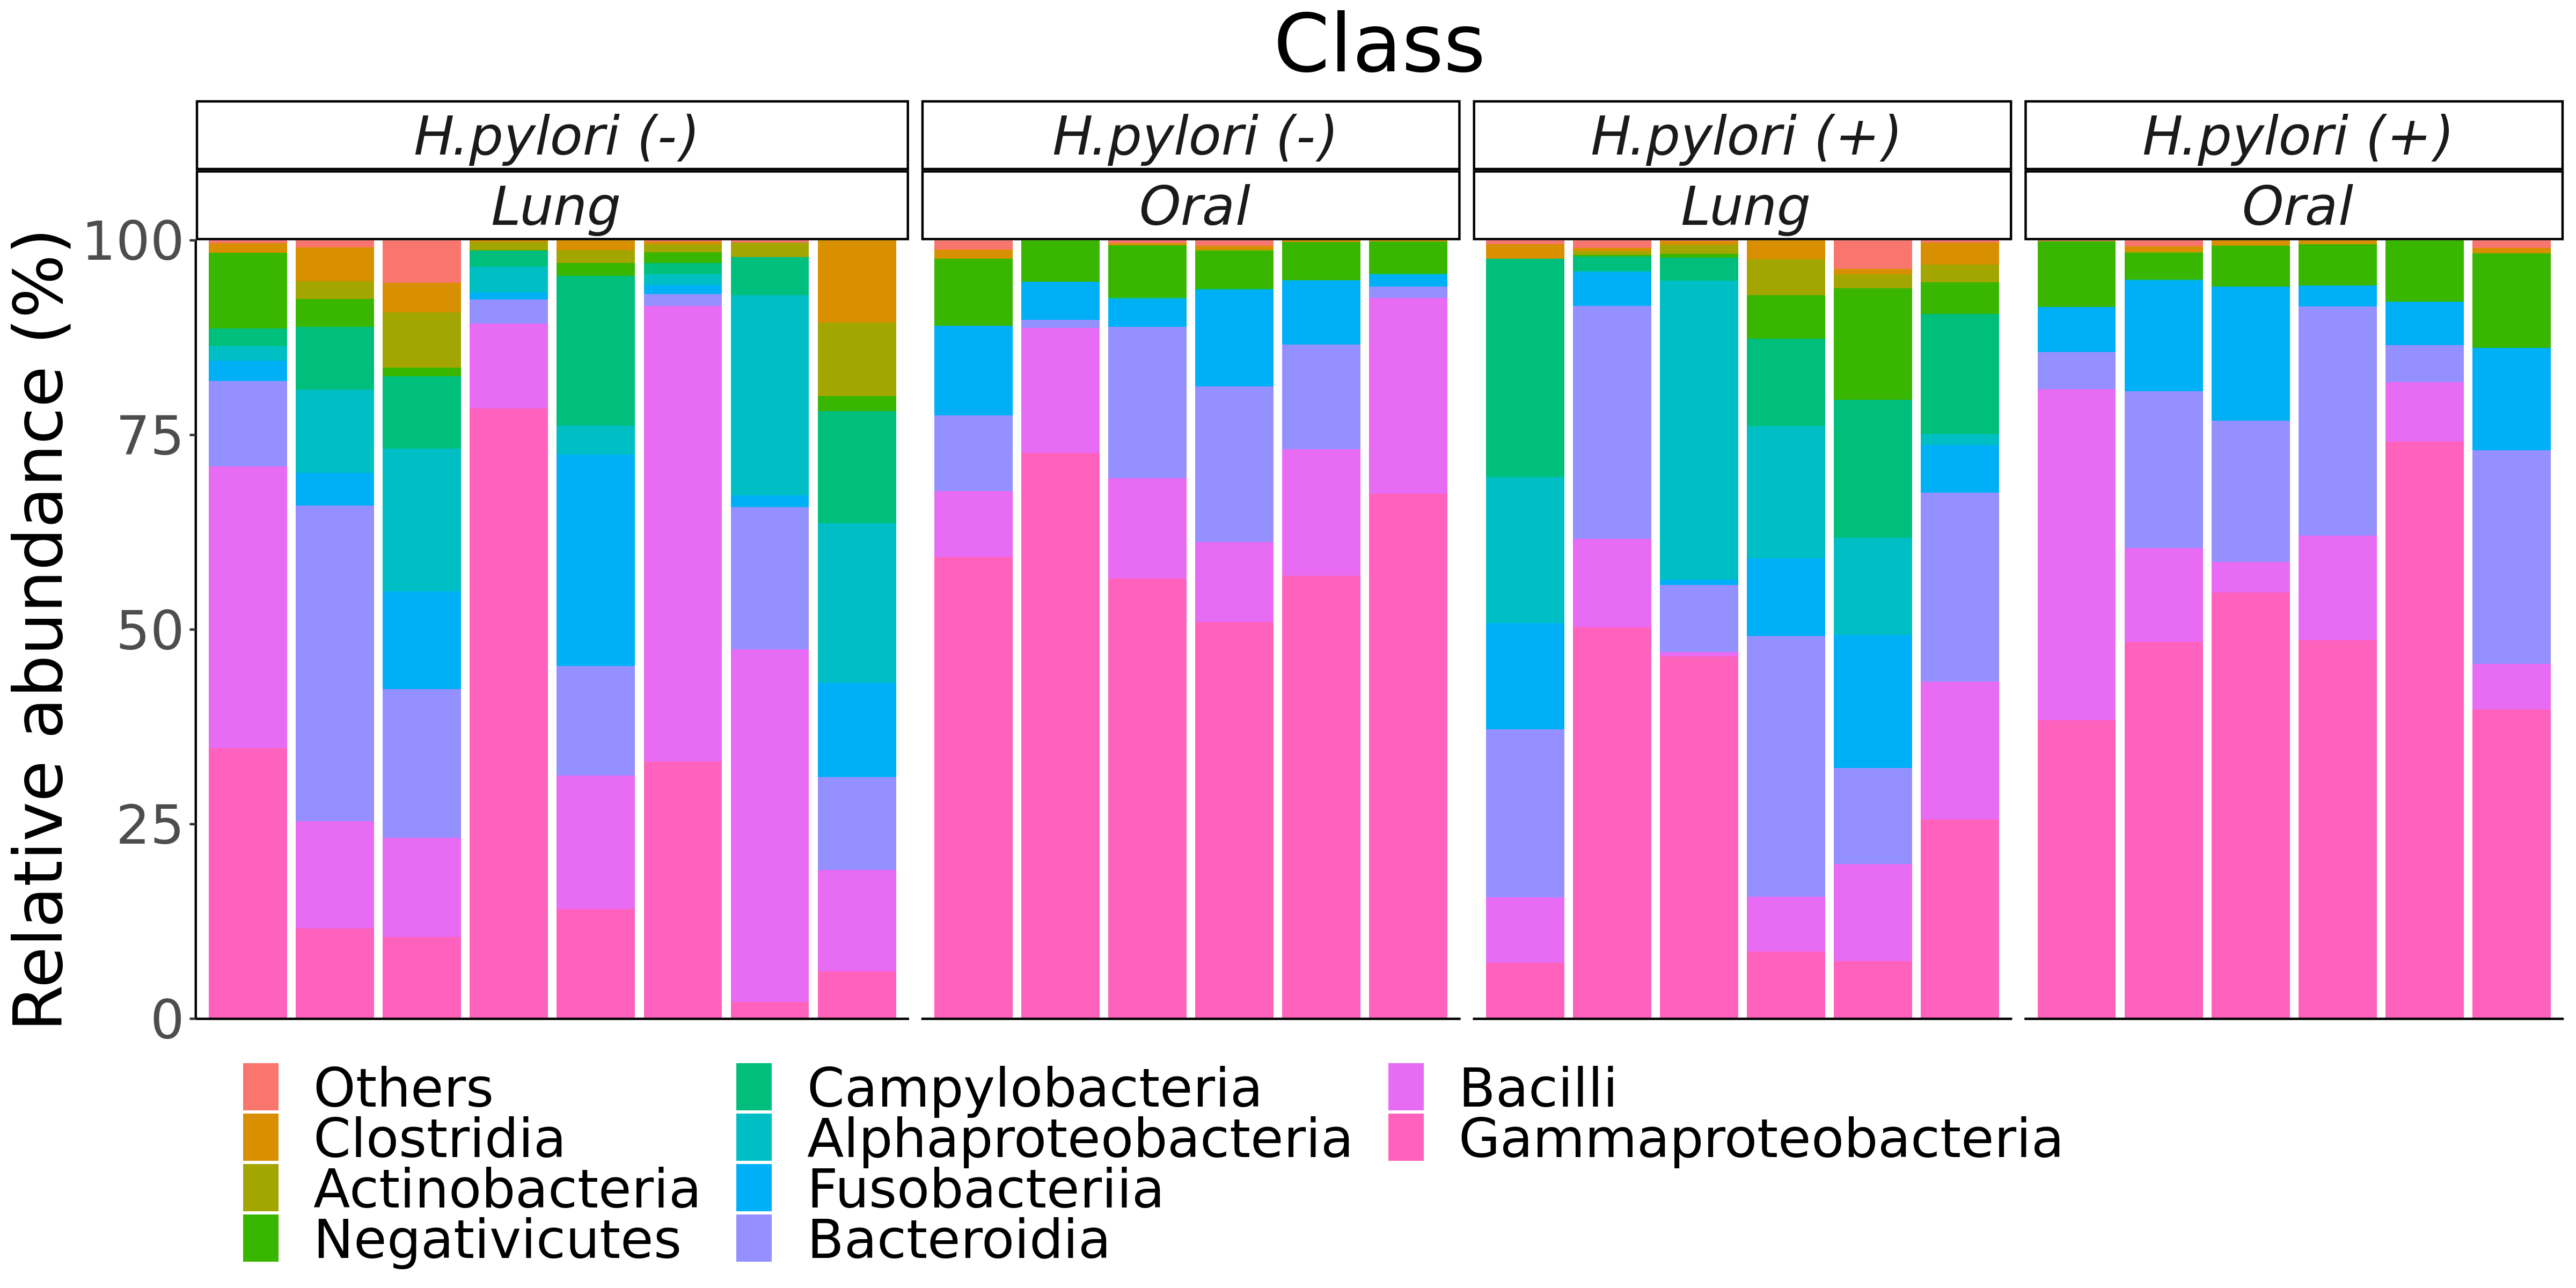 Class
H.pylori (-) H.pylori (-) H.pylori (+) H.pylori (+)
Lung Oral Lung Oral
Relative abundance (%)
100
75
50
25
0
Others Campylobacteria Bacilli
Clostridia Alphaproteobacteria Gammaproteobacteria
Actinobacteria Fusobacteriia
Negativicutes Bacteroidia